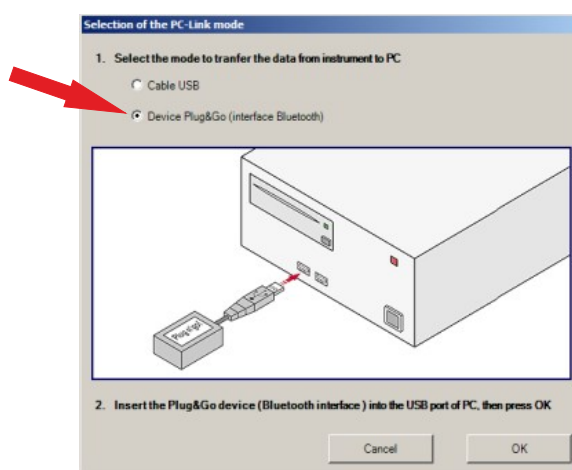 Selection of the PC-Link mode
1. Select the mode to tranfer the data from instrument to PC
Cable USB
Device Plug&Go (interface Bluetooth)
Plug&Go!
2. Insert the Plug&Go device (Bluetooth interface ) into the USB port of PC, then press OK
Cancel OK